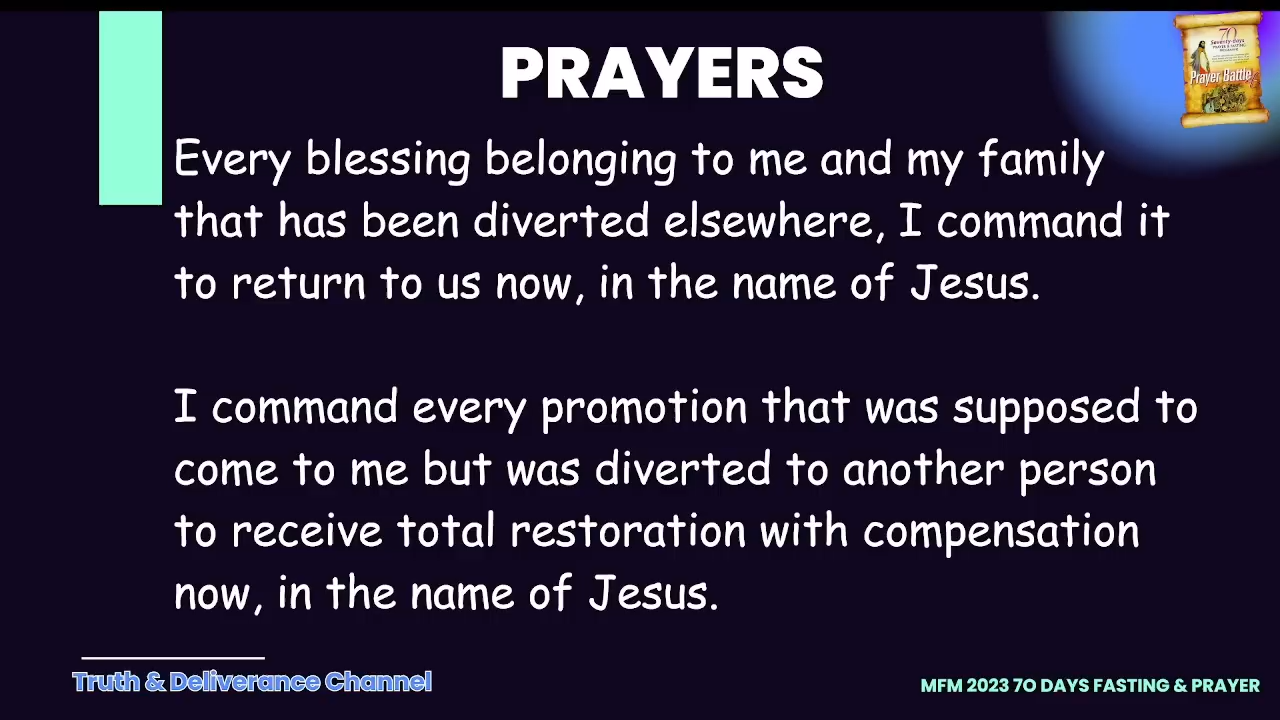 PRAYERS
70
Seventy days
Prayer Battle
Every blessing belonging to me and my family
that has been diverted elsewhere, I command it
to return to us now, in the name of Jesus.
I command every promotion that was supposed to
come to me but was diverted to another person
to receive total restoration with compensation
now, in the name of Jesus.
Truth & Deliverance Channel
MFM 2023 7O DAYS FASTING & PRAYER